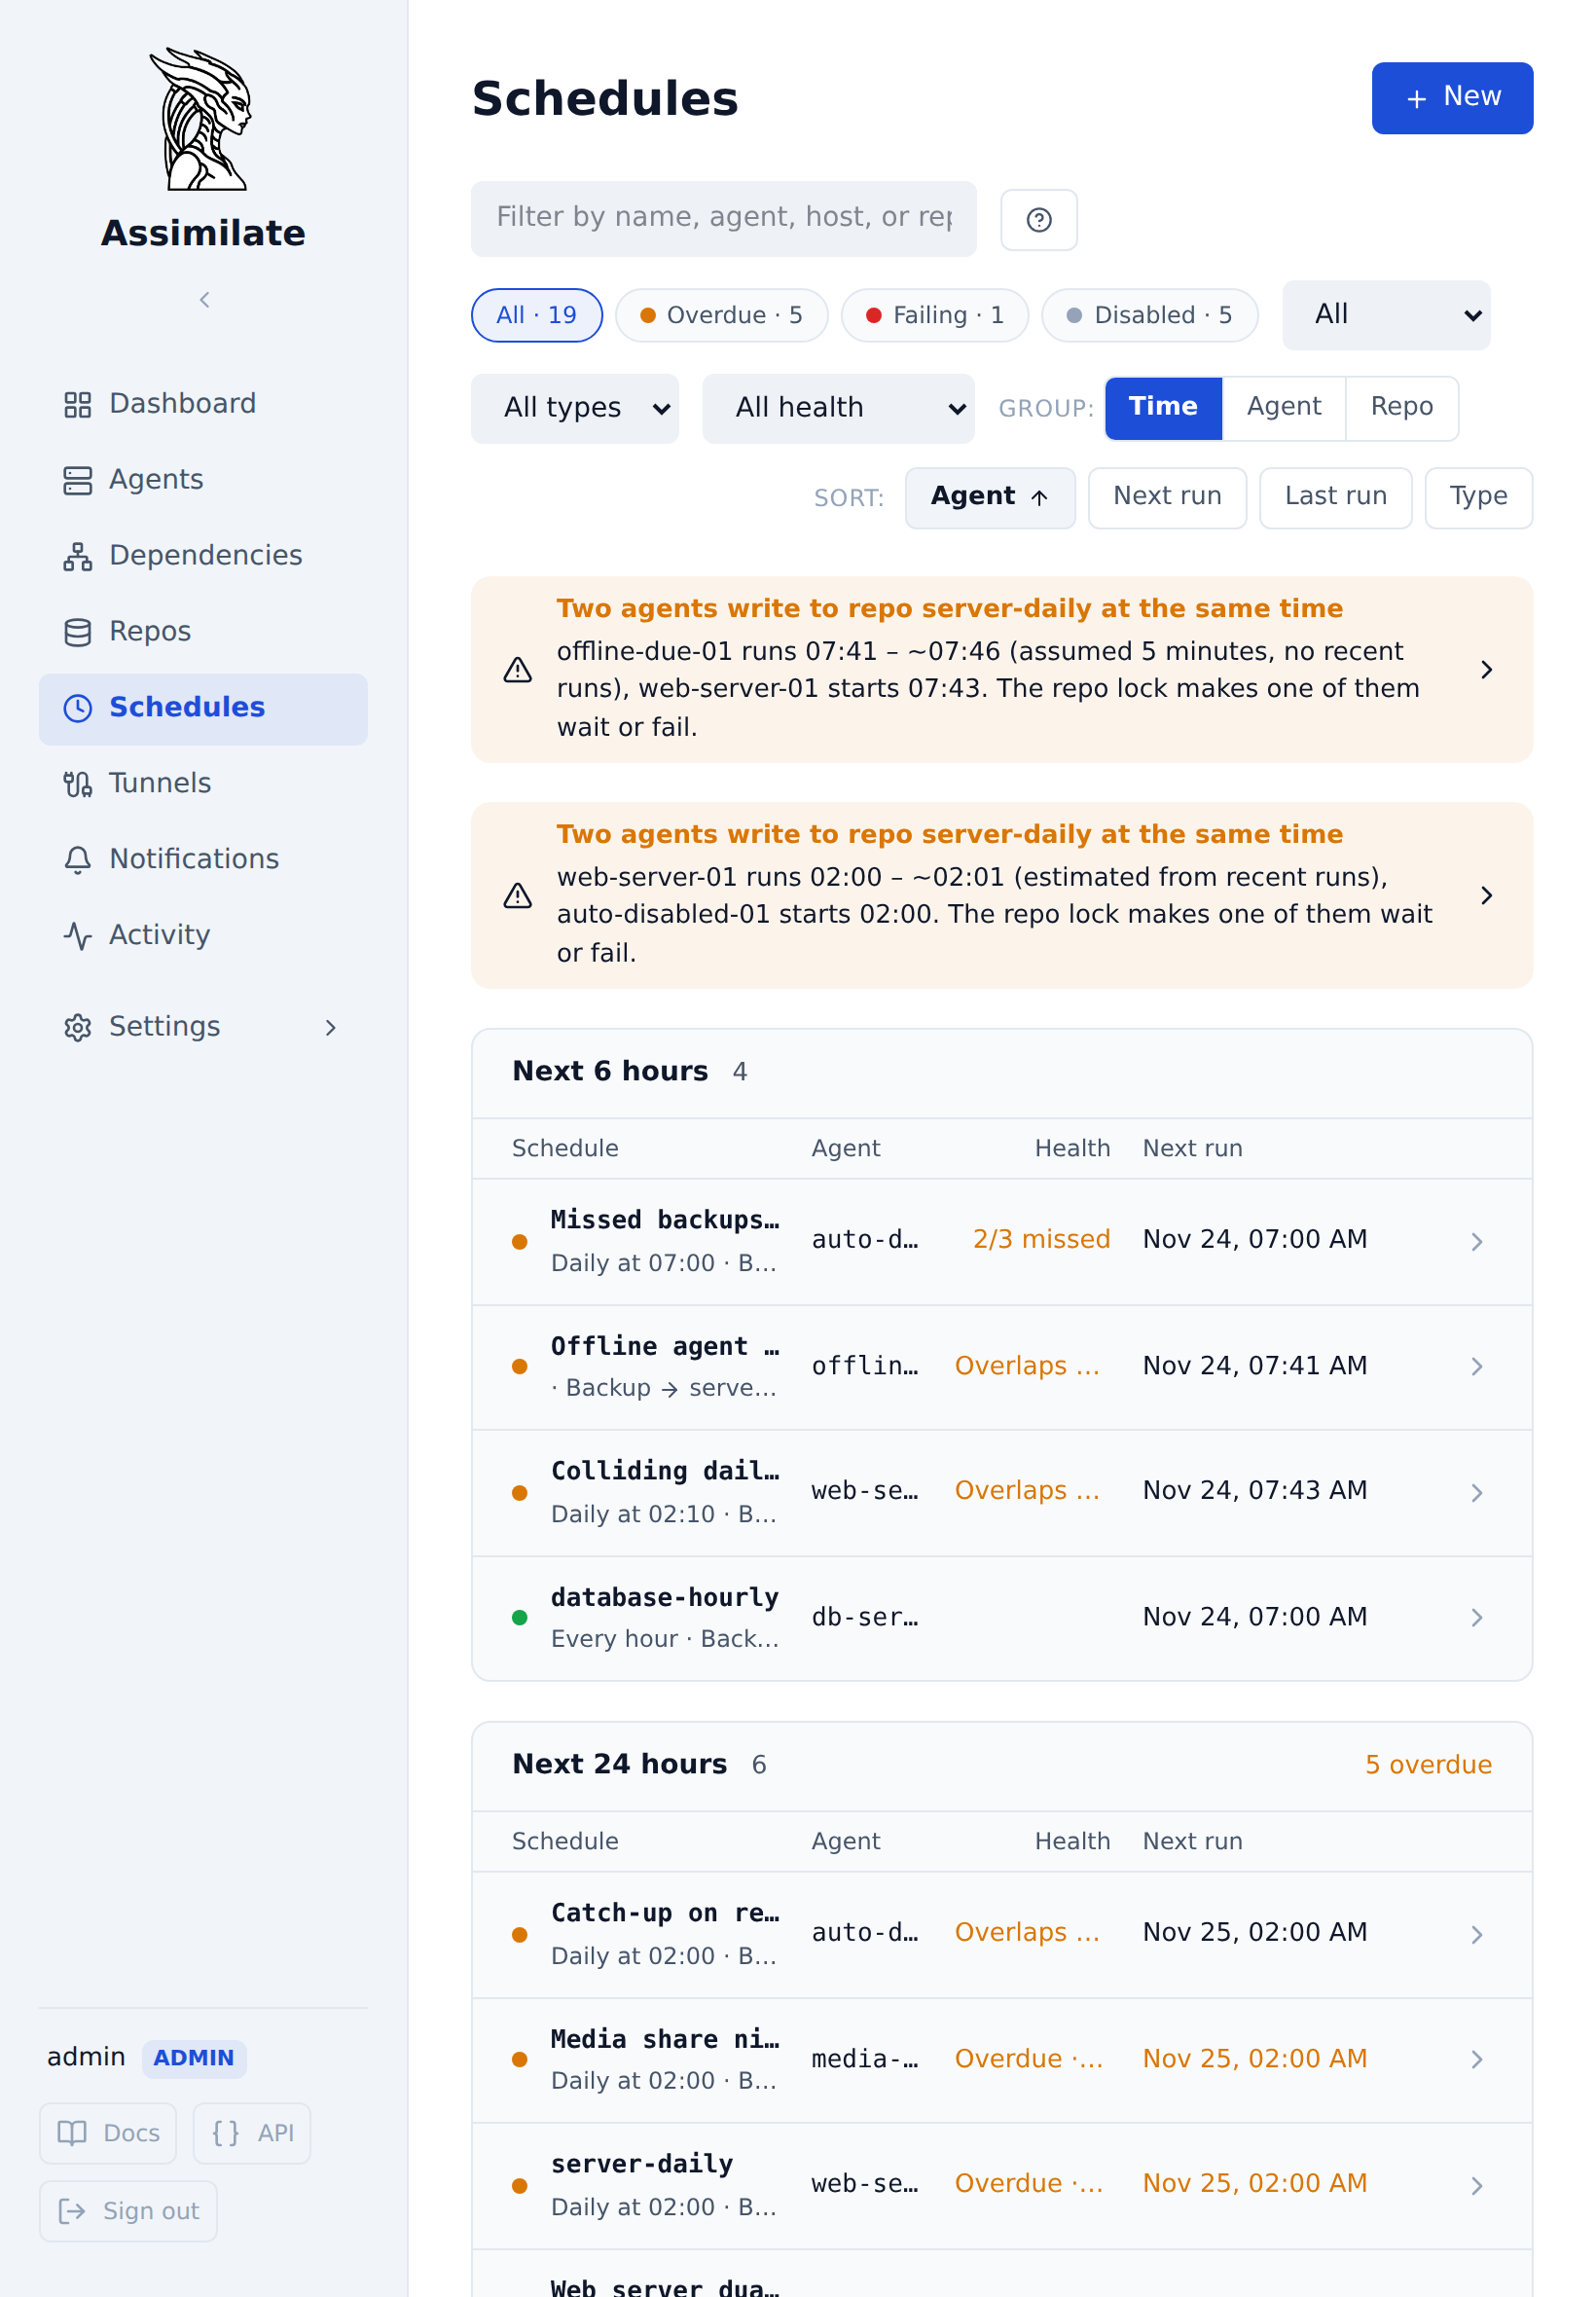 Assimilate
Dashboard
Agents
Dependencies
Repos
Schedules
Tunnels
Notifications
Activity
Settings
admin ADMIN
Docs
API
Sign out
Schedules
+ New
Filter by name, agent, host, or rep
All · 19
Overdue · 5
Failing · 1
Disabled · 5
All
All types
All health
GROUP: Time Agent Repo
SORT: Agent ↑ Next run Last run Type
Two agents write to repo server-daily at the same time
offline-due-01 runs 07:41 – ~07:46 (assumed 5 minutes, no recent
runs), web-server-01 starts 07:43. The repo lock makes one of them
wait or fail.
Two agents write to repo server-daily at the same time
web-server-01 runs 02:00 – ~02:01 (estimated from recent runs),
auto-disabled-01 starts 02:00. The repo lock makes one of them wait
or fail.
Next 6 hours 4
Schedule Agent Health Next run
Missed backups…
Daily at 07:00 · B…
auto-d…
2/3 missed
Nov 24, 07:00 AM
Offline agent …
· Backup → serve…
offlin…
Overlaps …
Nov 24, 07:41 AM
Colliding dail…
Daily at 02:10 · B…
web-se…
Overlaps …
Nov 24, 07:43 AM
database-hourly
Every hour · Back…
db-ser…
Nov 24, 07:00 AM
Next 24 hours 6
5 overdue
Schedule Agent Health Next run
Catch-up on re…
Daily at 02:00 · B…
auto-d…
Overlaps …
Nov 25, 02:00 AM
Media share ni…
Daily at 02:00 · B…
media-…
Overdue ·…
Nov 25, 02:00 AM
server-daily
Daily at 02:00 · B…
web-se…
Overdue ·…
Nov 25, 02:00 AM
Web server dua…